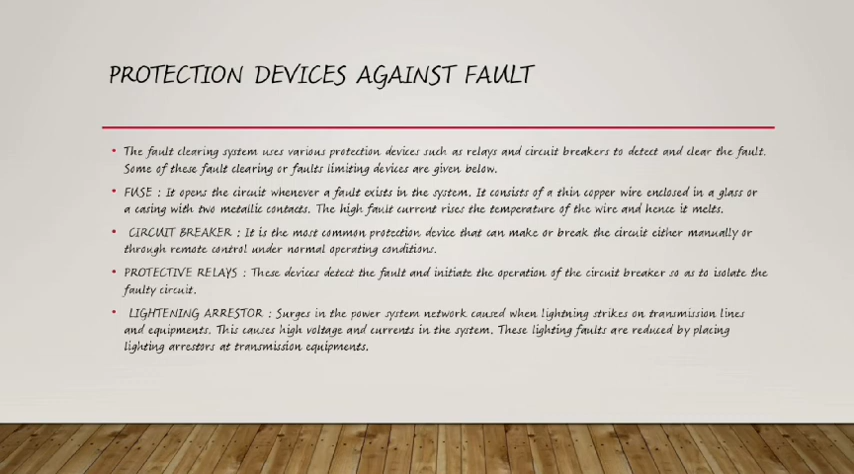 PROTECTION DEVICES AGAINST FAULT
• The fault clearing system uses various protection devices such as relays and circuit breakers to detect and clear the fault.
Some of these fault clearing or faults limiting devices are given below.
• FUSE : It opens the circuit whenever a fault exists in the system. It consists of a thin copper wire enclosed in a glass or
a casing with two metallic contacts. The high fault current rises the temperature of the wire and hence it melts.
• CIRCUIT BREAKER : It is the most common protection device that can make or break the circuit either manually or
through remote control under normal operating conditions.
• PROTECTIVE RELAYS : These devices detect the fault and initiate the operation of the circuit breaker so as to isolate the
faulty circuit.
• LIGHTENING ARRESTOR : Surges in the power system network caused when lightning strikes on transmission lines
and equipments. This causes high voltage and currents in the system. These lighting faults are reduced by placing
lighting arrestors at transmission equipments.